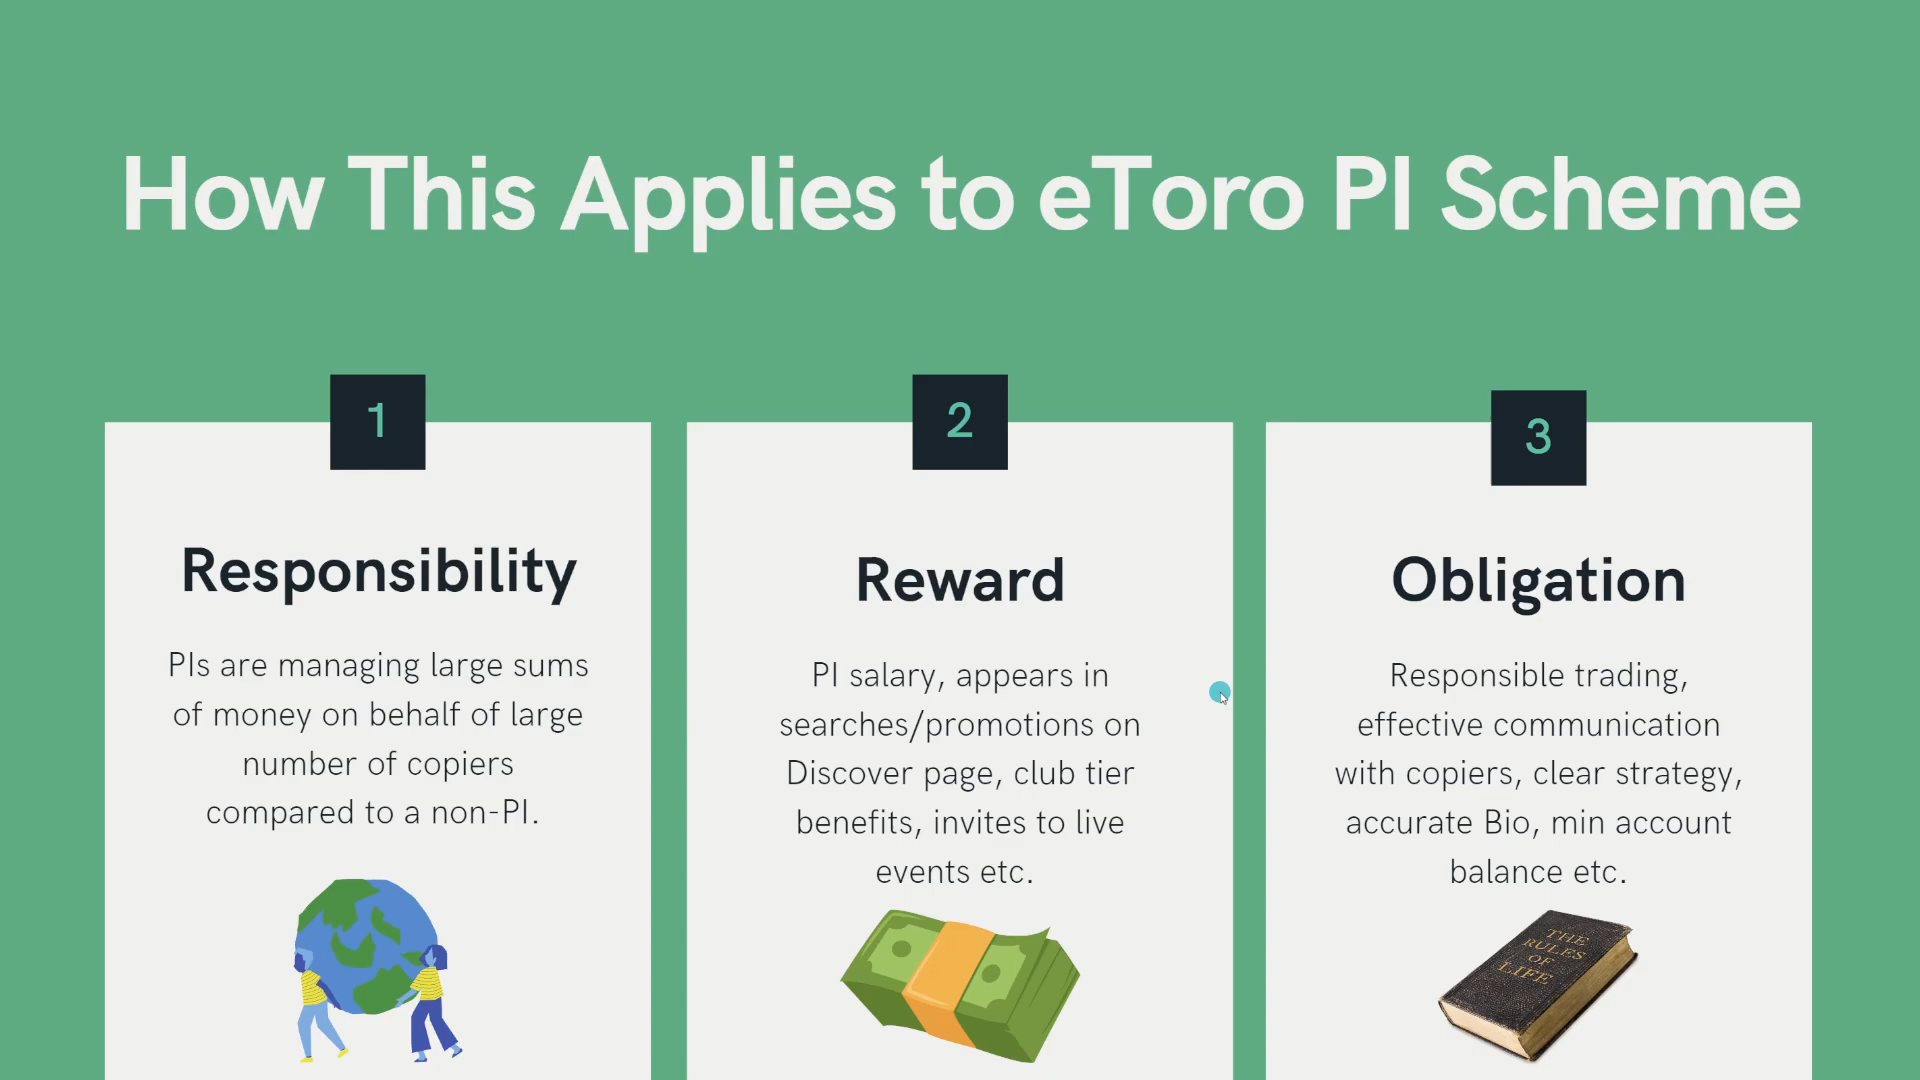 How This Applies to eToro PI Scheme
1
Responsibility
PIs are managing large sums
of money on behalf of large
number of copiers
compared to a non-PI.
2
Reward
PI salary, appears in
searches/promotions on
Discover page, club tier
benefits, invites to live
events etc.
3
Obligation
Responsible trading,
effective communication
with copiers, clear strategy,
accurate Bio, min account
balance etc.
THE
RULES
OF
LIFE